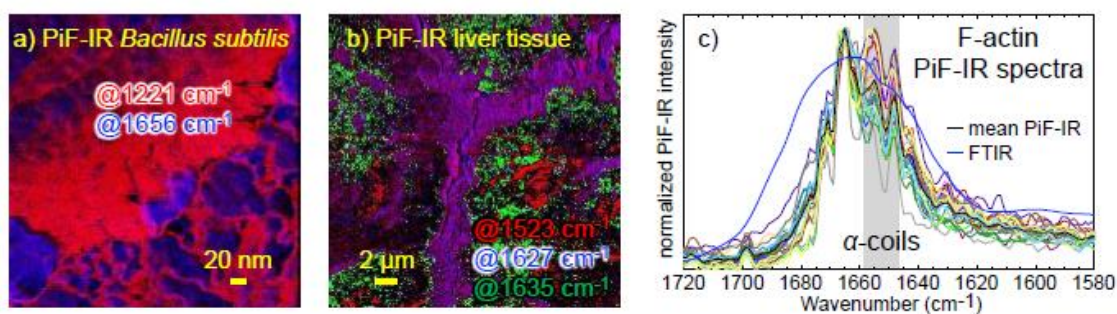 a) PiF-IR Bacillus subtilis
@1221 cm-1
@1656 cm-1
20 nm
b) PiF-IR liver tissue
@1523 cm-1
@1627 cm-1
@1635 cm-1
2 µm
c)
F-actin
PiF-IR spectra
mean PiF-IR
FTIR
α-coils
normalized PiF-IR intensity
1720 1700 1680 1660 1640 1620 1600 1580
Wavenumber (cm-1)